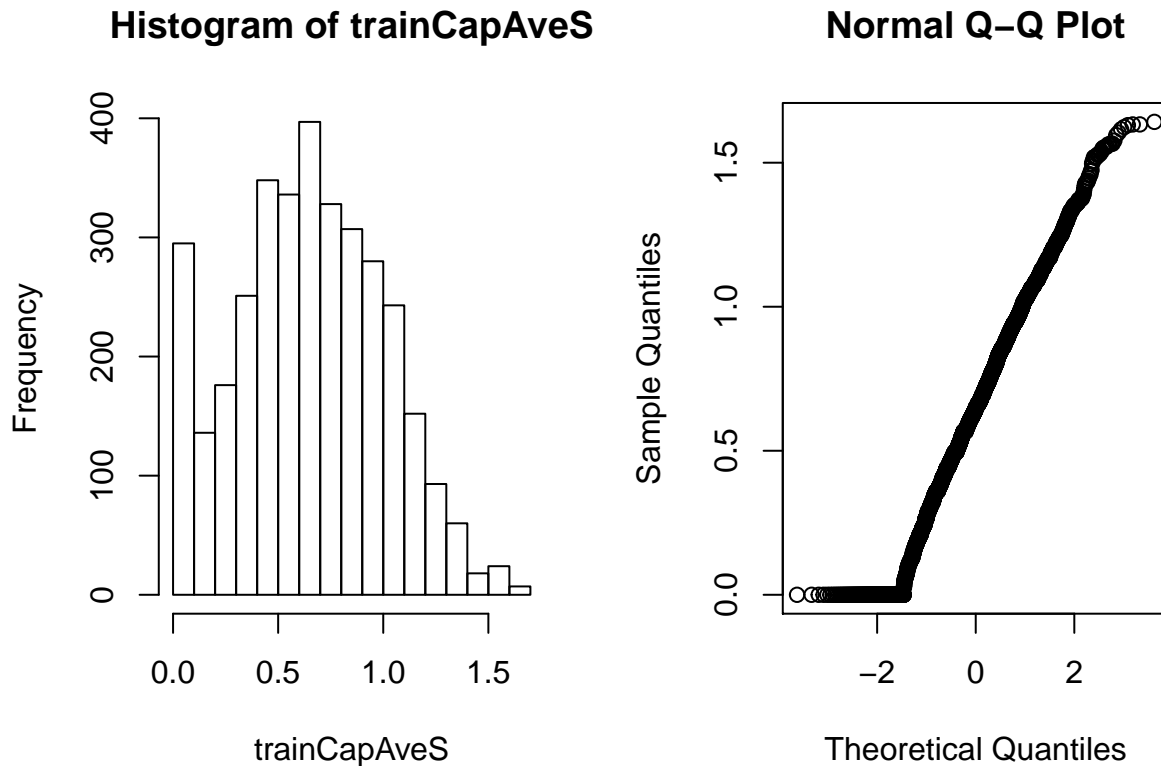 Histogram of trainCapAveS
Frequency
400
300
200
100
0
0.0 0.5 1.0 1.5
trainCapAveS
Normal Q−Q Plot
Sample Quantiles
1.5
1.0
0.5
0.0
−2 0 2
Theoretical Quantiles